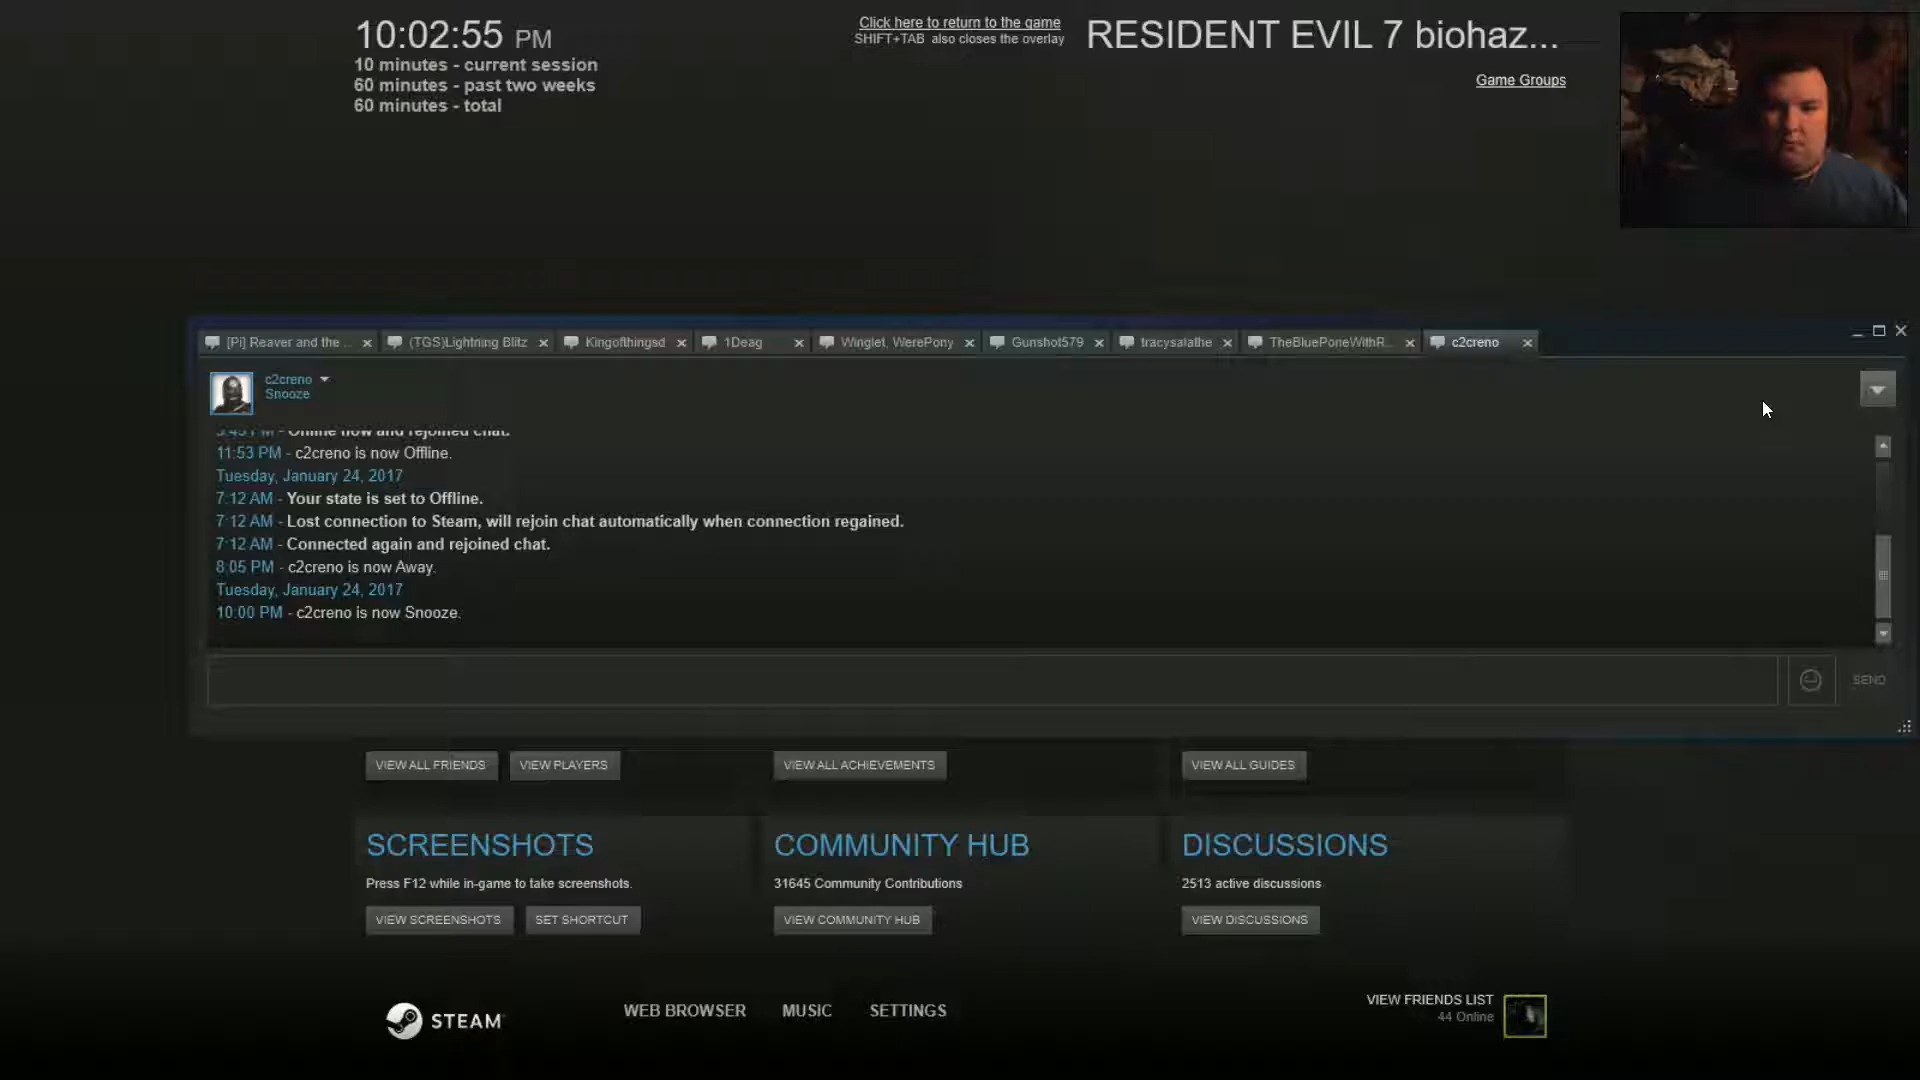 10:02:55 PM
10 minutes - current session
60 minutes - past two weeks
60 minutes - total
Click here to return to the game
SHIFT+TAB also closes the overlay
RESIDENT EVIL 7 biohaz...
Game Groups
[Pi] Reaver and the ...
(TGS)Lightning Blitz
Kingofthingsd
1Deag
Winglet, WerePony
Gunshot579
tracysalathe
TheBluePoneWithR...
c2creno
c2creno
Snooze
5:45 PM - Online now and rejoined chat.
11:53 PM - c2creno is now Offline.
Tuesday, January 24, 2017
7:12 AM - Your state is set to Offline.
7:12 AM - Lost connection to Steam, will rejoin chat automatically when connection regained.
7:12 AM - Connected again and rejoined chat.
8:05 PM - c2creno is now Away.
Tuesday, January 24, 2017
10:00 PM - c2creno is now Snooze.
SEND
VIEW ALL FRIENDS
VIEW PLAYERS
VIEW ALL ACHIEVEMENTS
VIEW ALL GUIDES
SCREENSHOTS
Press F12 while in-game to take screenshots.
VIEW SCREENSHOTS
SET SHORTCUT
COMMUNITY HUB
31645 Community Contributions
VIEW COMMUNITY HUB
DISCUSSIONS
2513 active discussions
VIEW DISCUSSIONS
STEAM
WEB BROWSER
MUSIC
SETTINGS
VIEW FRIENDS LIST
44 Online